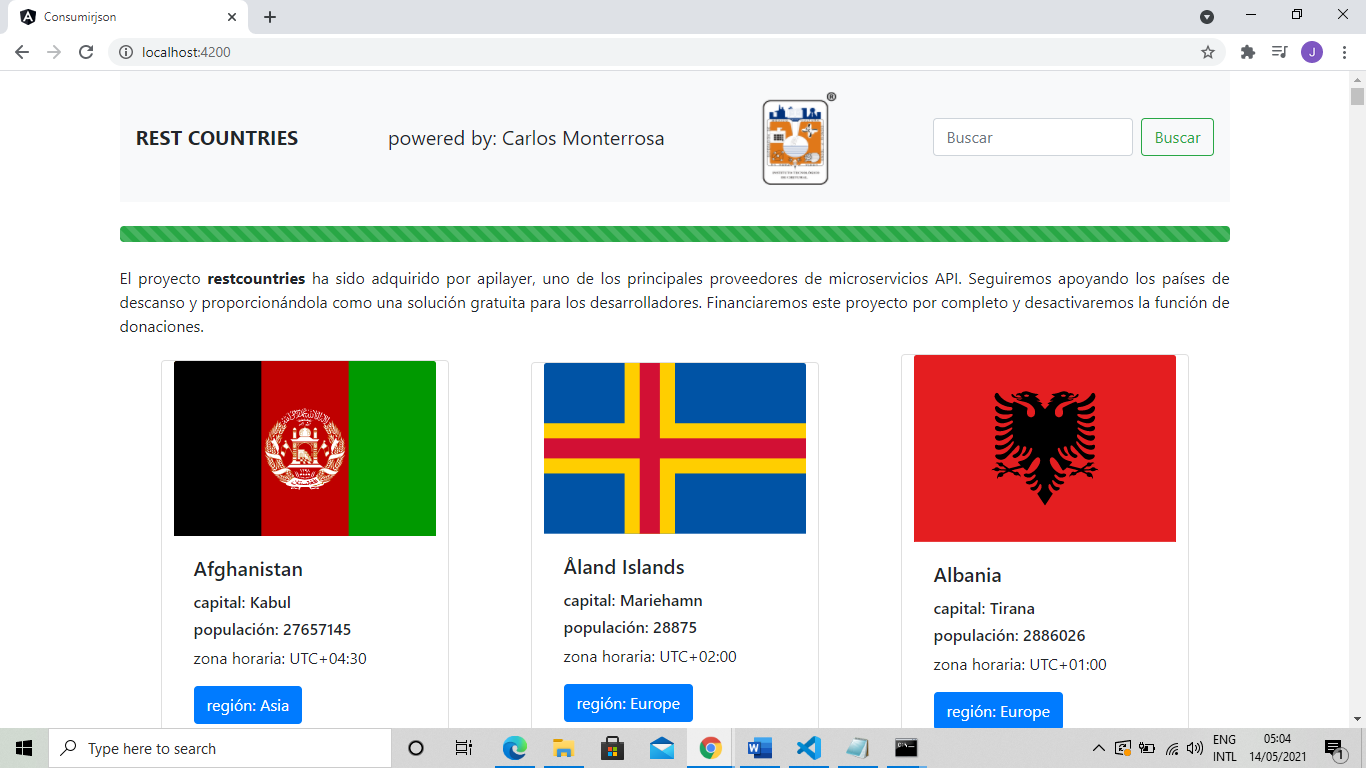 Consumirjson
localhost:4200
J
REST COUNTRIES
powered by: Carlos Monterrosa
®
Buscar
Buscar
El proyecto restcountries ha sido adquirido por apilayer, uno de los principales proveedores de microservicios API. Seguiremos apoyando los países de
descanso y proporcionándola como una solución gratuita para los desarrolladores. Financiaremos este proyecto por completo y desactivaremos la función de
donaciones.
Afghanistan
capital: Kabul
población: 27657145
zona horaria: UTC+04:30
región: Asia
Åland Islands
capital: Mariehamn
población: 28875
zona horaria: UTC+02:00
región: Europe
Albania
capital: Tirana
población: 2886026
zona horaria: UTC+01:00
región: Europe
Type here to search
ENG
INTL
05:04
14/05/2021
1